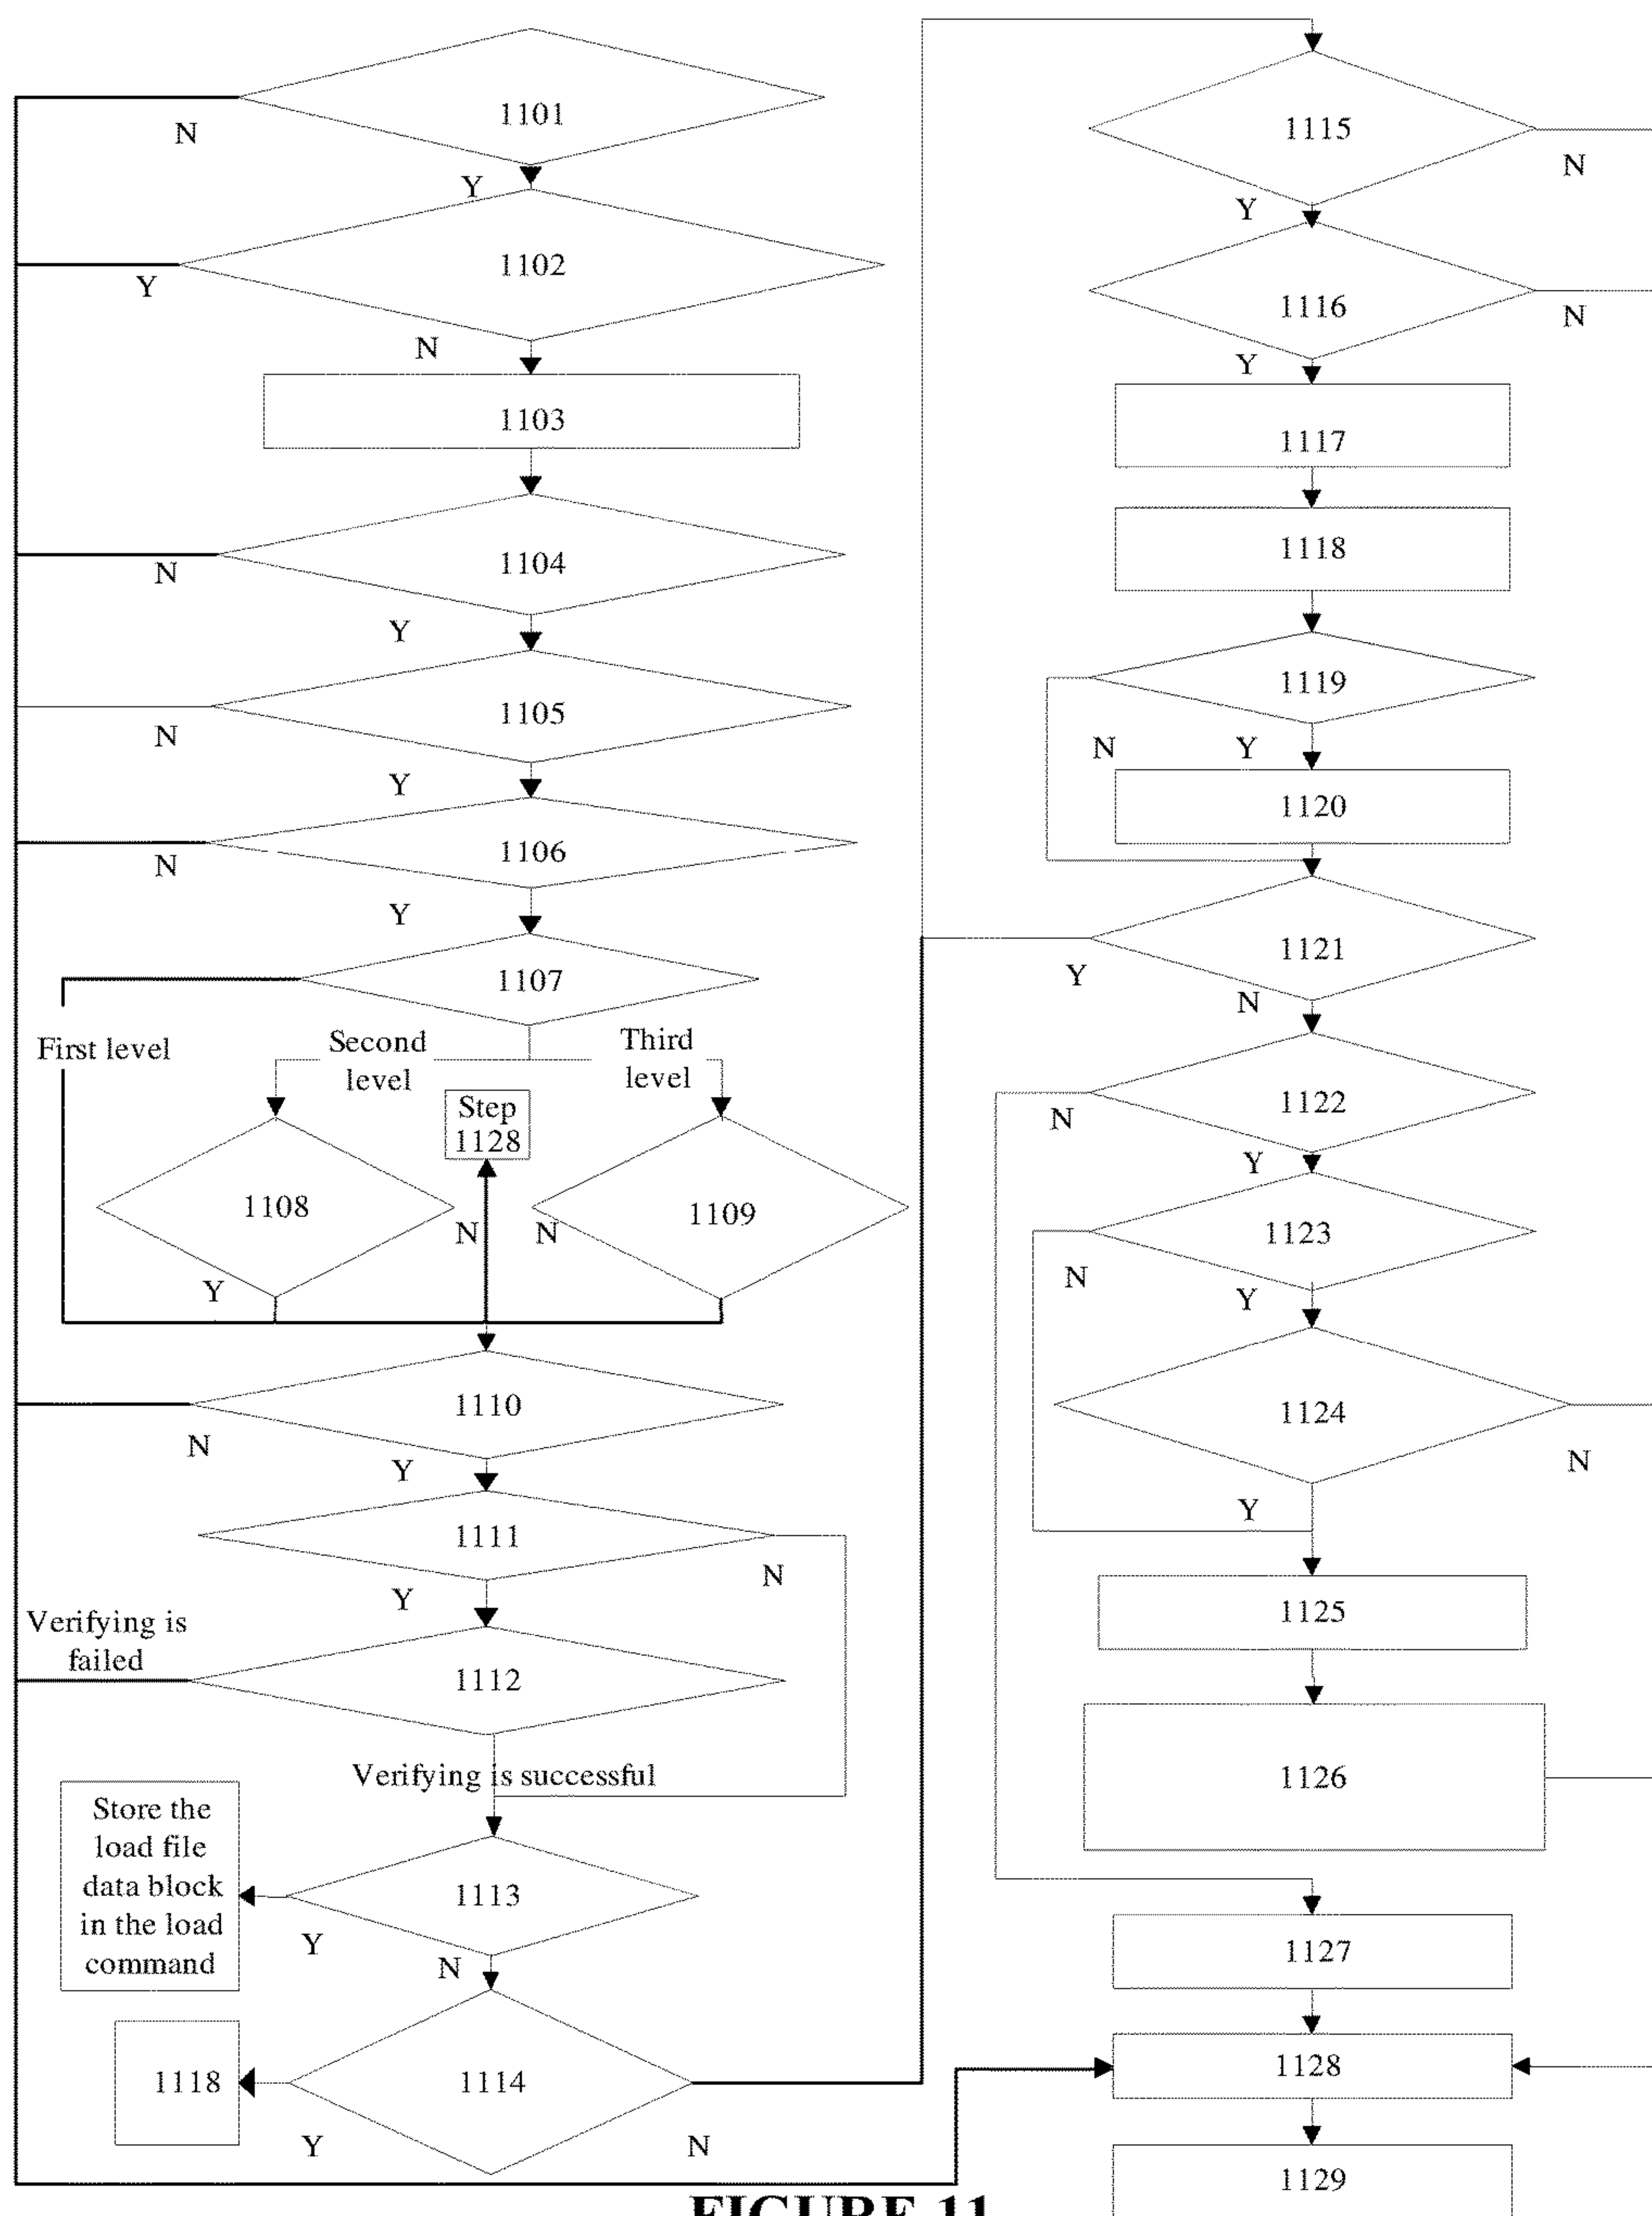 1101
N
Y
1102
Y
N
1103
1104
N
Y
1105
N
Y
1106
N
Y
1107
First level
Second
level
Third
level
Step
1128
1108
N
N
1109
Y
1110
N
Y
1111
N
Y
Verifying is
failed
1112
Verifying is successful
Store the
load file
data block
in the load
command
1113
Y
N
1118
1114
Y
N
1115
N
Y
1116
N
Y
1117
1118
1119
N
Y
1120
1121
Y
N
1122
N
Y
1123
N
Y
1124
N
Y
1125
1126
1127
1128
1129
FIGURE 11